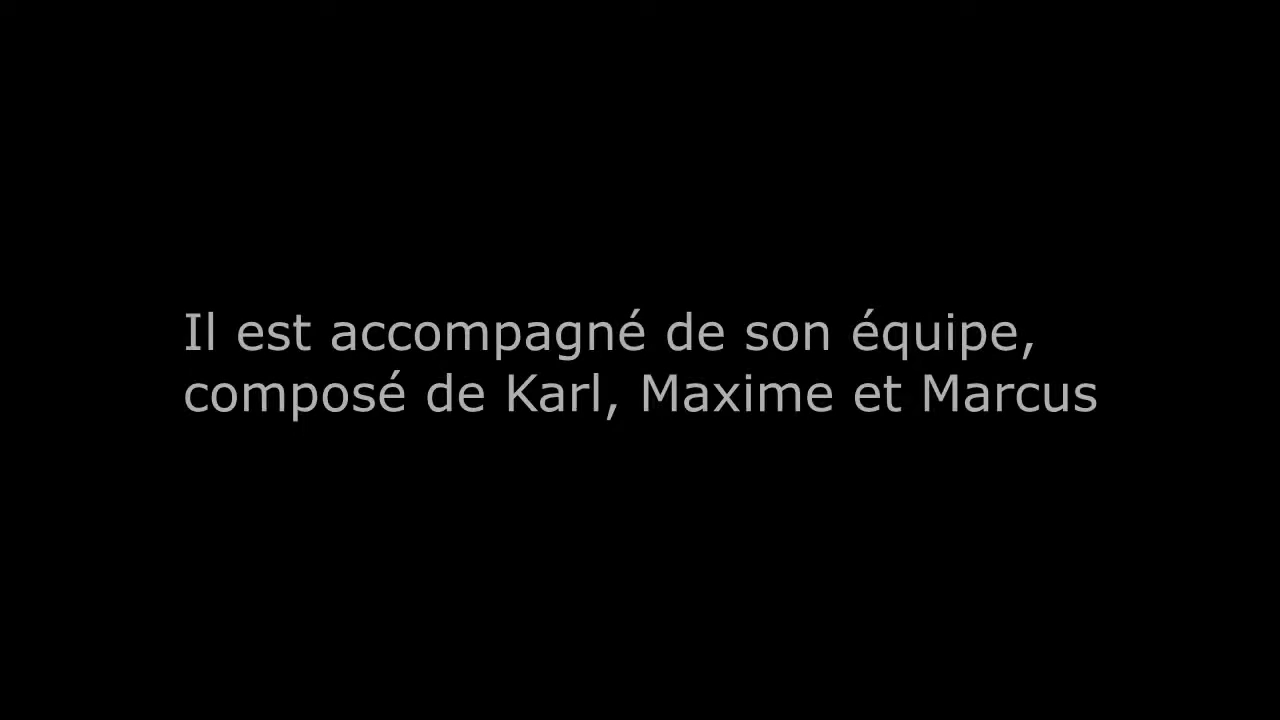 Il est accompagné de son équipe,
composé de Karl, Maxime et Marcus